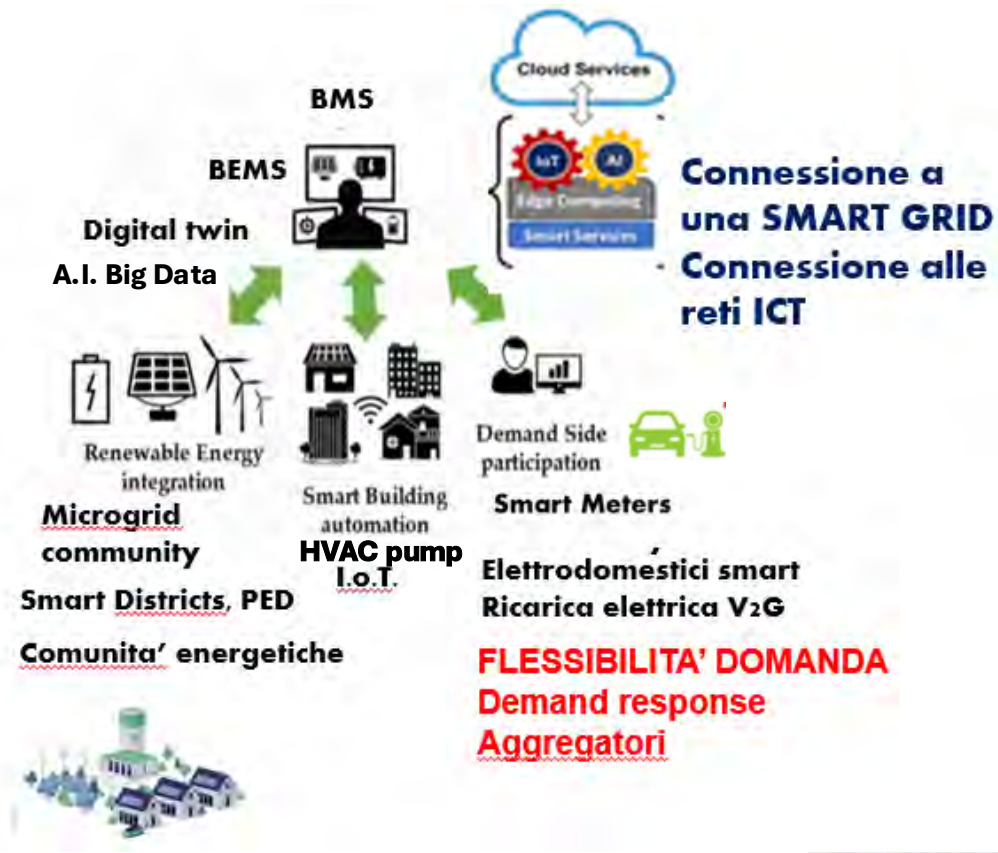 Cloud Services
BMS
IoT
AI
BEMS
Edge Computing
Smart Services
Digital twin
A.I. Big Data
Connessione a
una SMART GRID
Connessione alle
reti ICT
Renewable Energy
integration
Microgrid
community
Smart Districts, PED
Comunita' energetiche
Smart Building
automation
HVAC pump
I.o.T.
Demand Side
participation
Smart Meters
Elettrodomestici smart
Ricarica elettrica V2G
FLESSIBILITA' DOMANDA
Demand response
Aggregatori